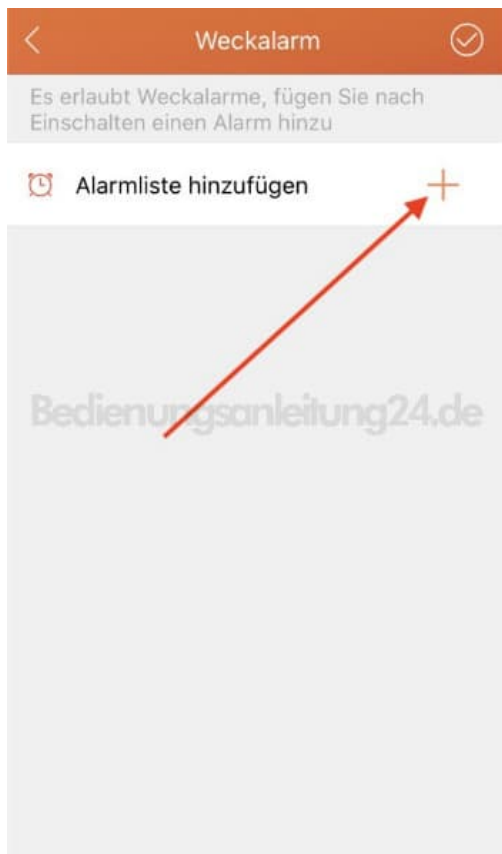 Weckalarm
Es erlaubt Weckalarme, fügen Sie nach
Einschalten einen Alarm hinzu
Alarmliste hinzufügen
Bedienungsanleitung24.de